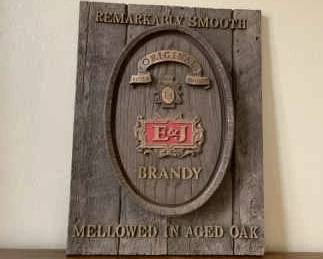 REMARKABLY SMOOTH
ORIGINAL
E&J
BRANDY
MELLOWED IN AGED OAK